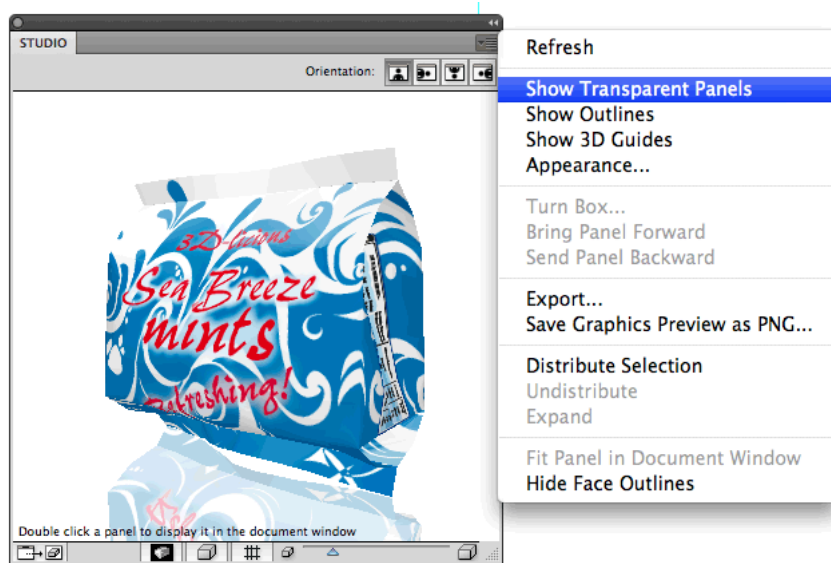 STUDIO
Orientation:
3D-licious
Sea Breeze
mints
Refreshing!
Double click a panel to display it in the document window
Refresh
Show Transparent Panels
Show Outlines
Show 3D Guides
Appearance...
Turn Box...
Bring Panel Forward
Send Panel Backward
Export...
Save Graphics Preview as PNG...
Distribute Selection
Undistribute
Expand
Fit Panel in Document Window
Hide Face Outlines